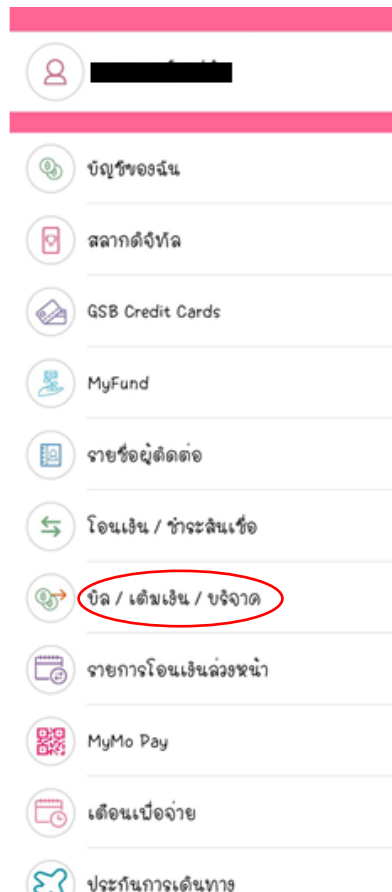 บัญชีของฉัน
สลากดิจิทัล
GSB Credit Cards
MyFund
รายชื่อผู้ติดต่อ
โอนเงิน / ชำระสินเชื่อ
บิล / เติมเงิน / บริจาค
รายการโอนเงินล่วงหน้า
MyMo Pay
เตือนเพื่อจ่าย
ประกันการเดินทาง